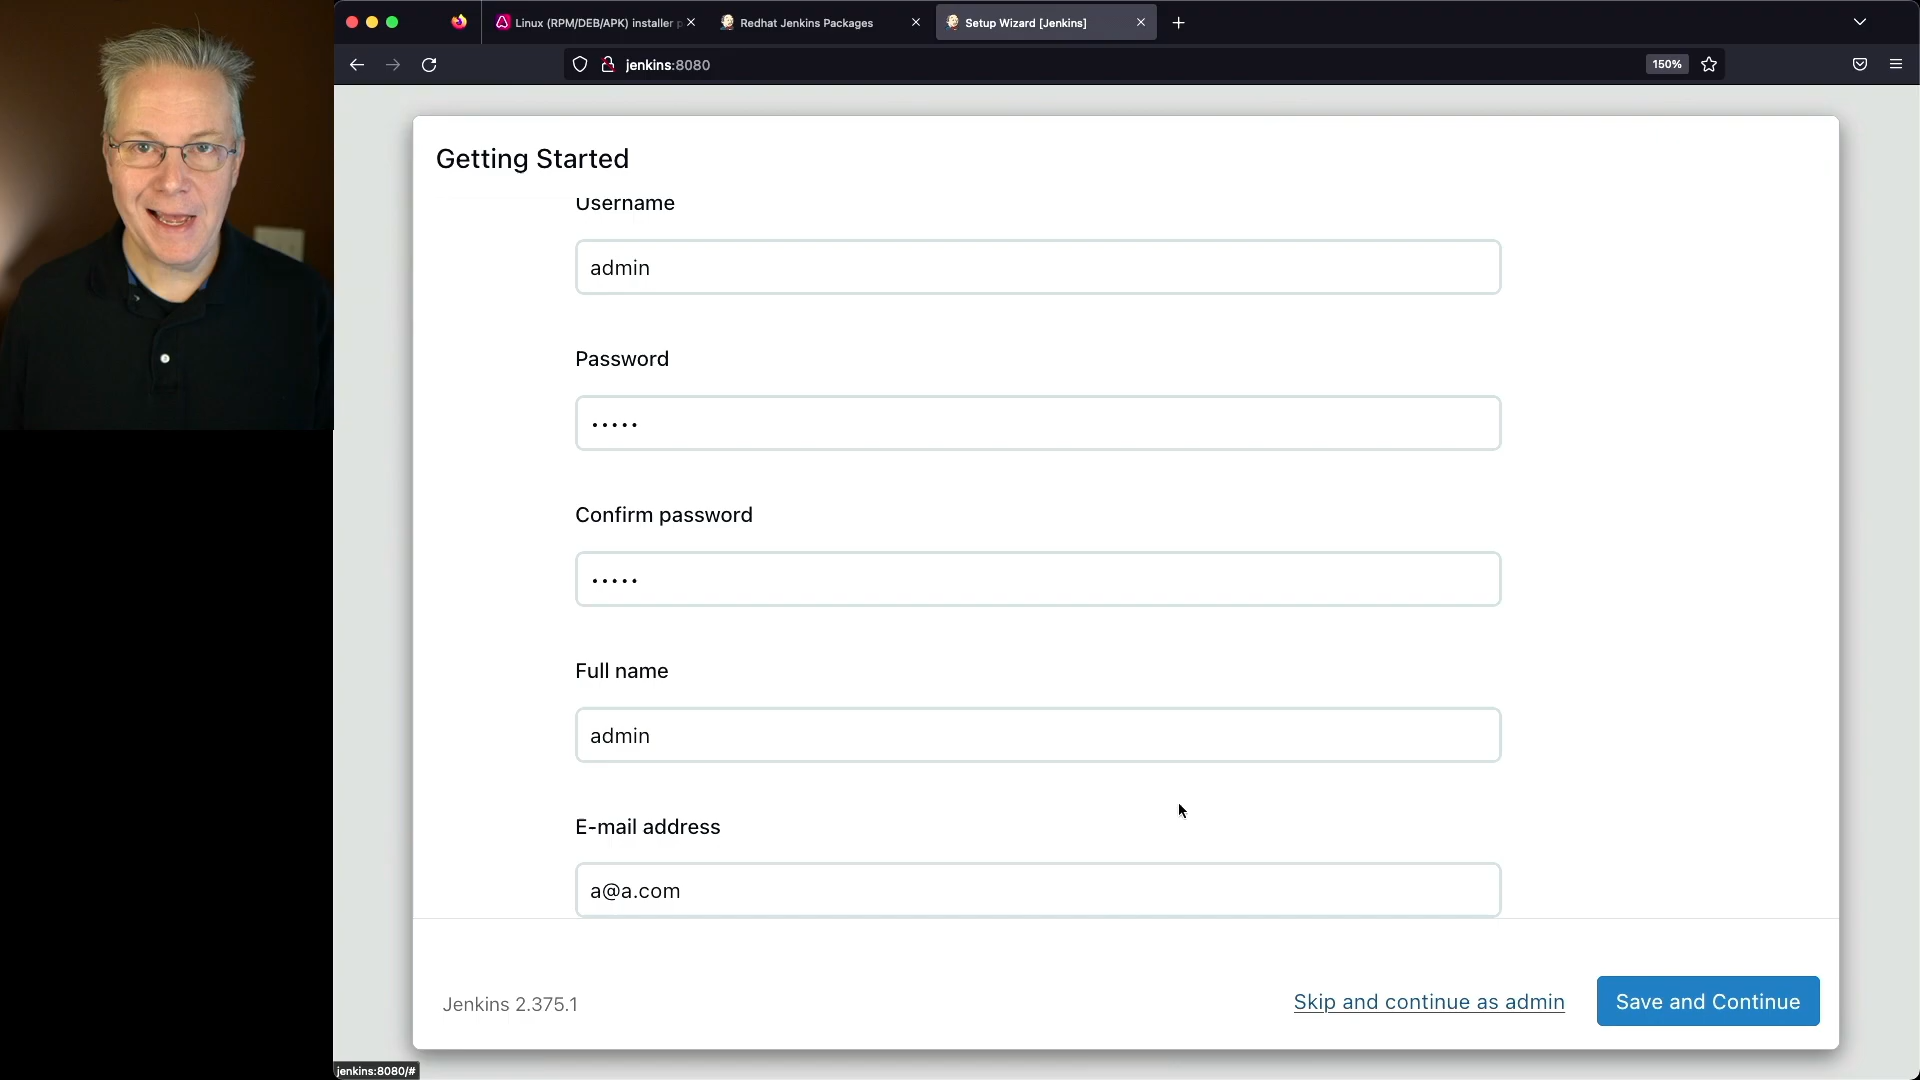 Linux (RPM/DEB/APK) installer p
Redhat Jenkins Packages
Setup Wizard [Jenkins]
jenkins:8080
150%
Getting Started
Username
admin
Password
•••••
Confirm password
•••••
Full name
admin
E-mail address
a@a.com
Jenkins 2.375.1
Skip and continue as admin
Save and Continue
jenkins:8080/#